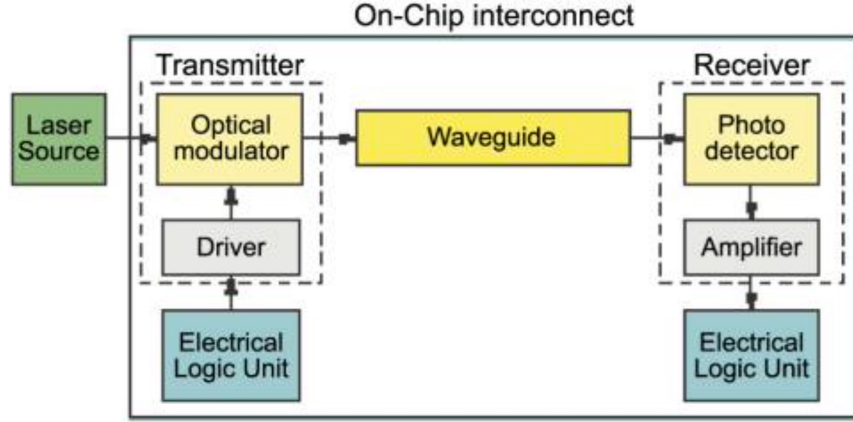 On-Chip interconnect
Transmitter
Receiver
Laser
Source
Optical
modulator
Waveguide
Photo
detector
Driver
Amplifier
Electrical
Logic Unit
Electrical
Logic Unit